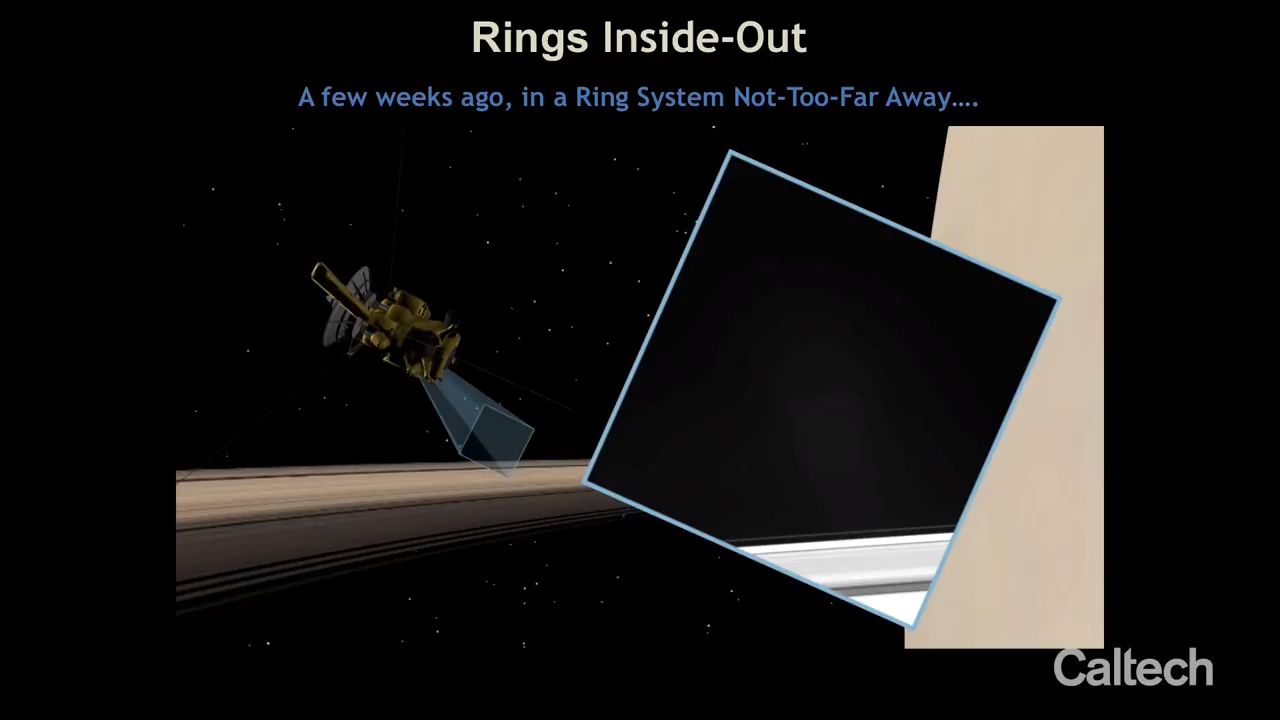 Rings Inside-Out
A few weeks ago, in a Ring System Not-Too-Far Away....
Caltech